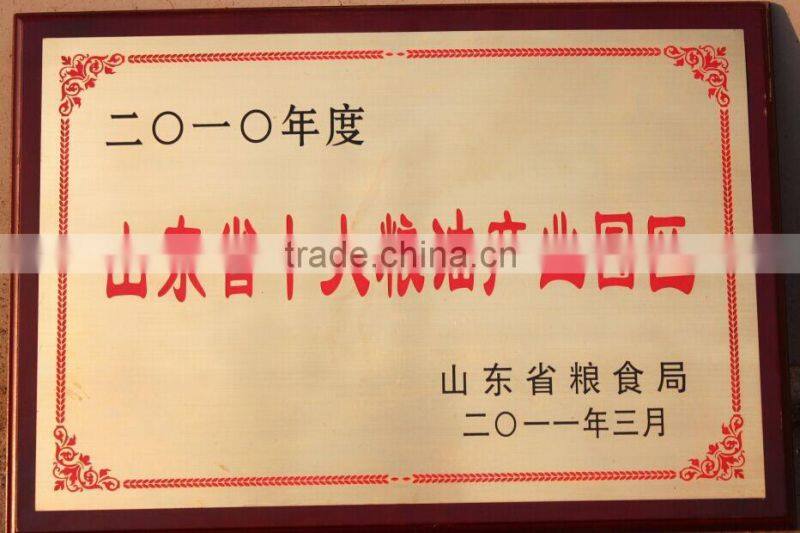 二〇一〇年度
山东省十大粮油产业园区
trade.china.cn
山东省粮食局
二〇一一年三月